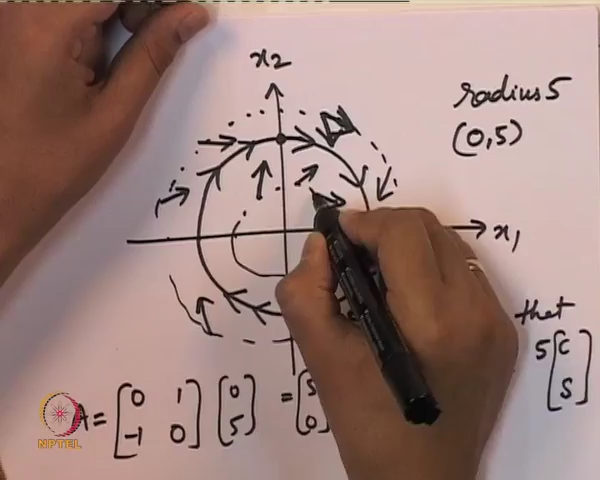 x2
radius 5
(0,5)
x1
that
5 [C
S]
A = [0 1
-1 0] [0
5] = [5
0]
NPTEL